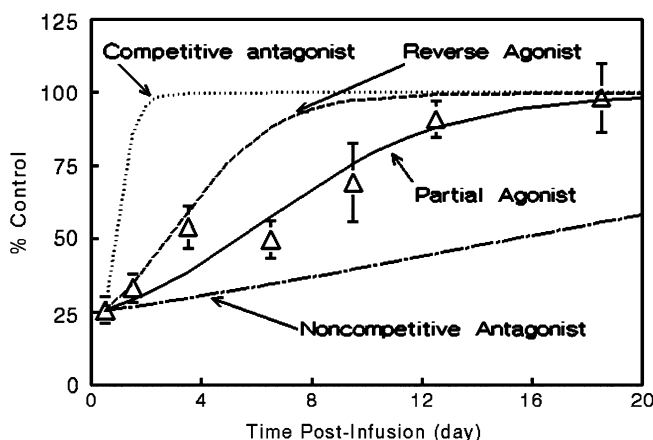 125
Competitive antagonist
Reverse Agonist
100
75
Partial Agonist
% Control
50
25
Noncompetitive Antagonist
0
0 4 8 12 16 20
Time Post-Infusion (day)